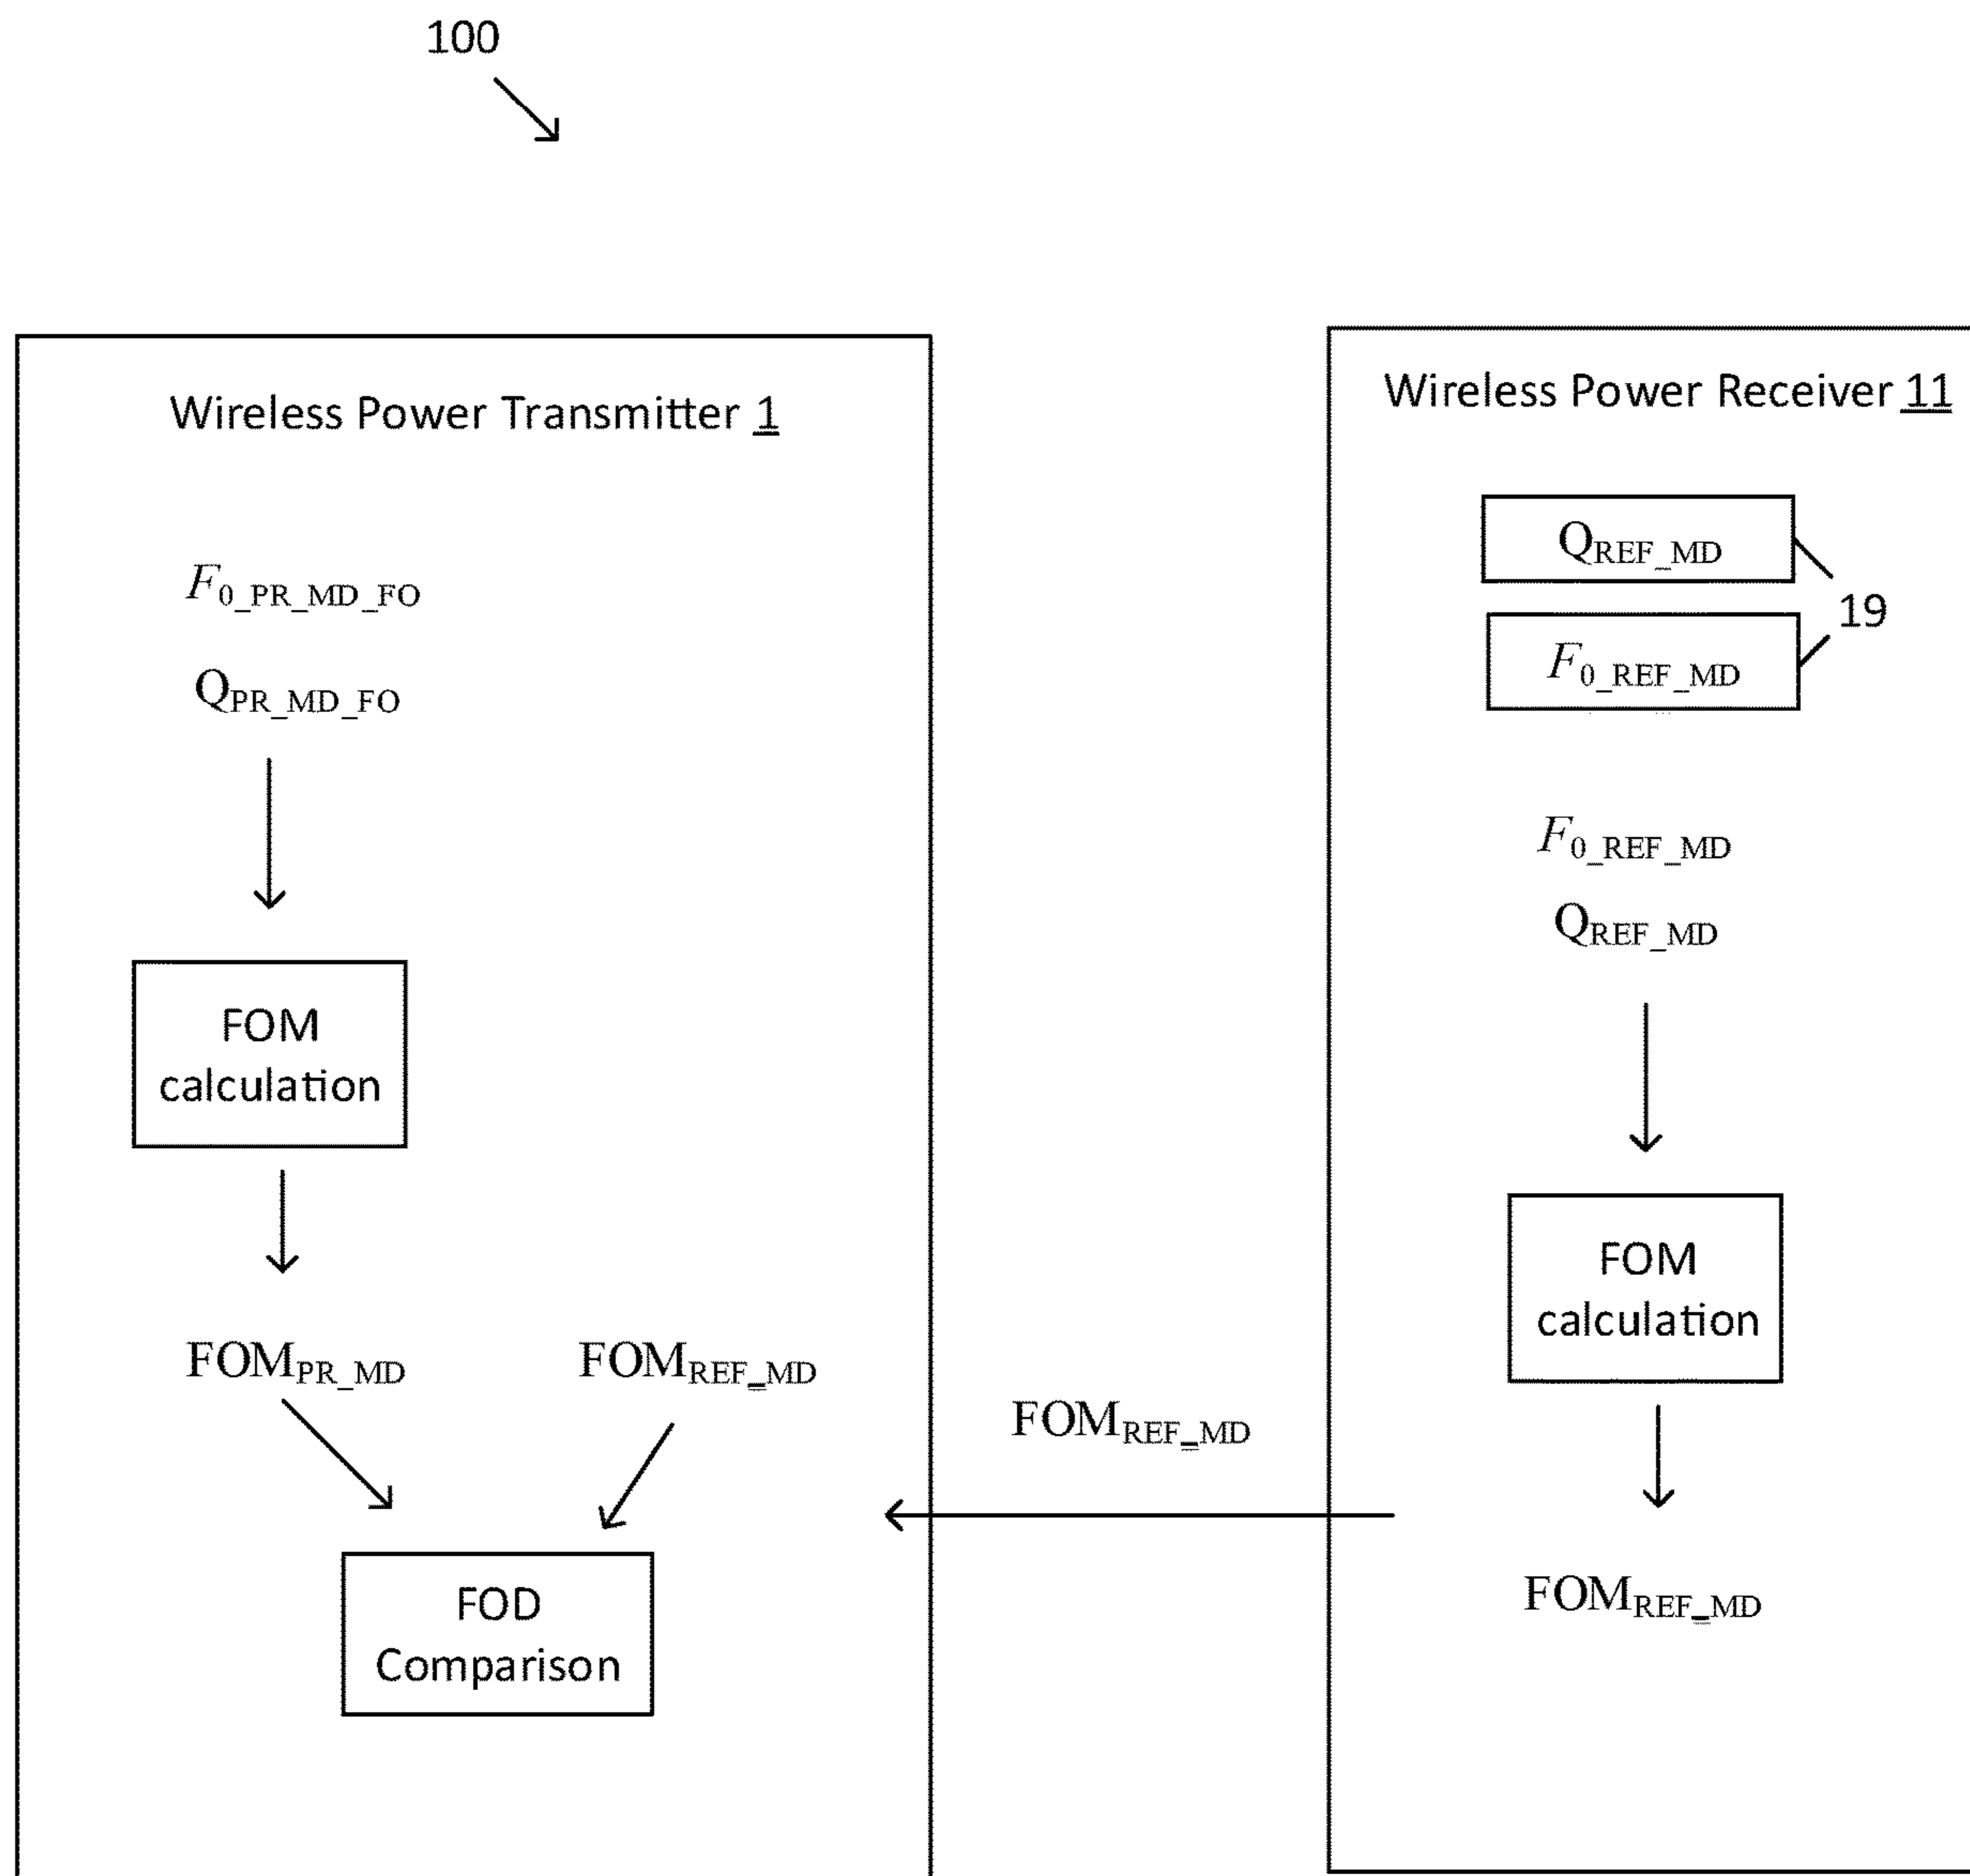 100
Wireless Power Transmitter 1
F0_PR_MD_FO
QPR_MD_FO
FOM
calculation
FOMPR_MD
FOMREF_MD
FOD
Comparison
FOMREF_MD
Wireless Power Receiver 11
QREF_MD
F0_REF_MD
19
F0_REF_MD
QREF_MD
FOM
calculation
FOMREF_MD